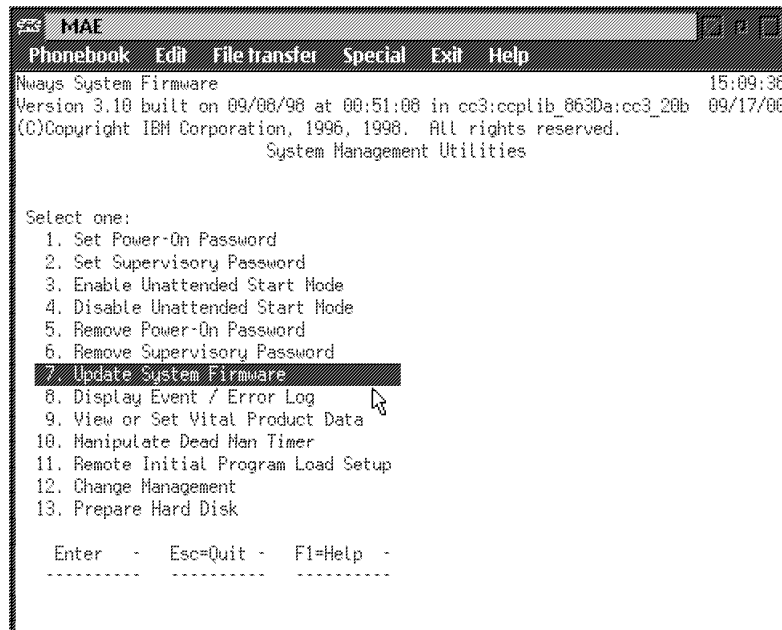 MAE
Phonebook Edit File transfer Special Exit Help
Nways System Firmware 15:09:36
Version 3.10 built on 09/08/98 at 00:51:08 in cc3:ccplib_863Da:cc3_20b 09/17/00
(C)Copyright IBM Corporation, 1996, 1998. All rights reserved.
System Management Utilities
Select one:
1. Set Power-On Password
2. Set Supervisory Password
3. Enable Unattended Start Mode
4. Disable Unattended Start Mode
5. Remove Power-On Password
6. Remove Supervisory Password
7. Update System Firmware
8. Display Event / Error Log
9. View or Set Vital Product Data
10. Manipulate Dead Man Timer
11. Remote Initial Program Load Setup
12. Change Management
13. Prepare Hard Disk
Enter - Esc=Quit - F1=Help -
---------- ---------- ----------